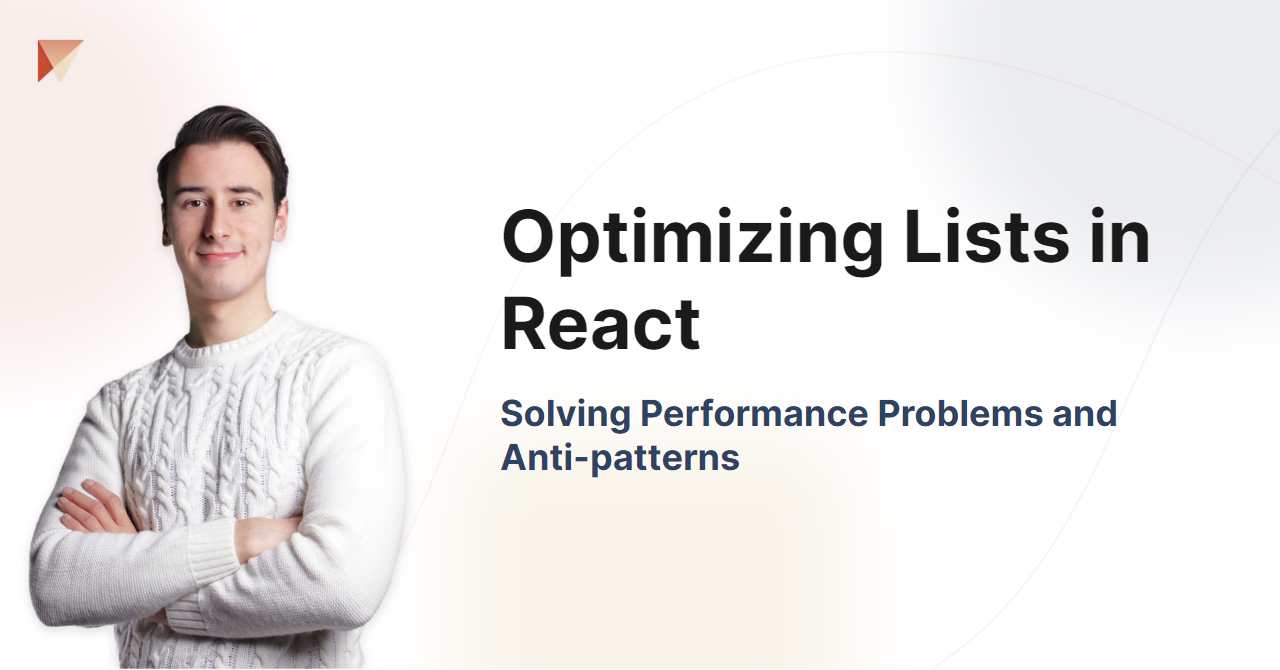 Optimizing Lists in
React
Solving Performance Problems and
Anti-patterns